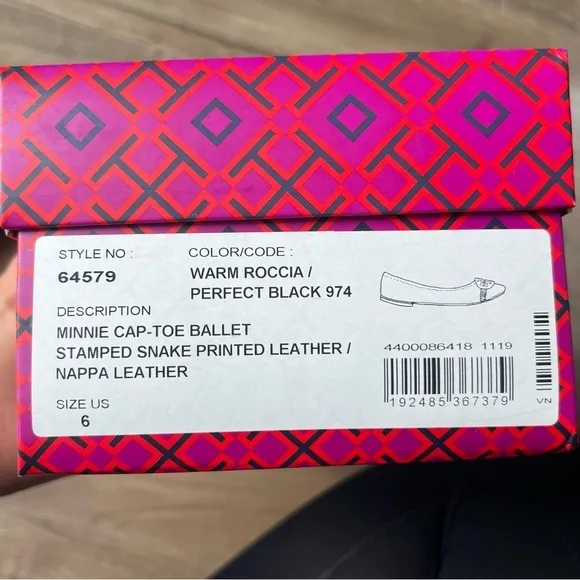 STYLE NO :
64579
COLOR/CODE :
WARM ROCCIA /
PERFECT BLACK 974
DESCRIPTION
MINNIE CAP-TOE BALLET
STAMPED SNAKE PRINTED LEATHER /
NAPPA LEATHER
SIZE US
6
4400086418 1119
192485 367379
VN